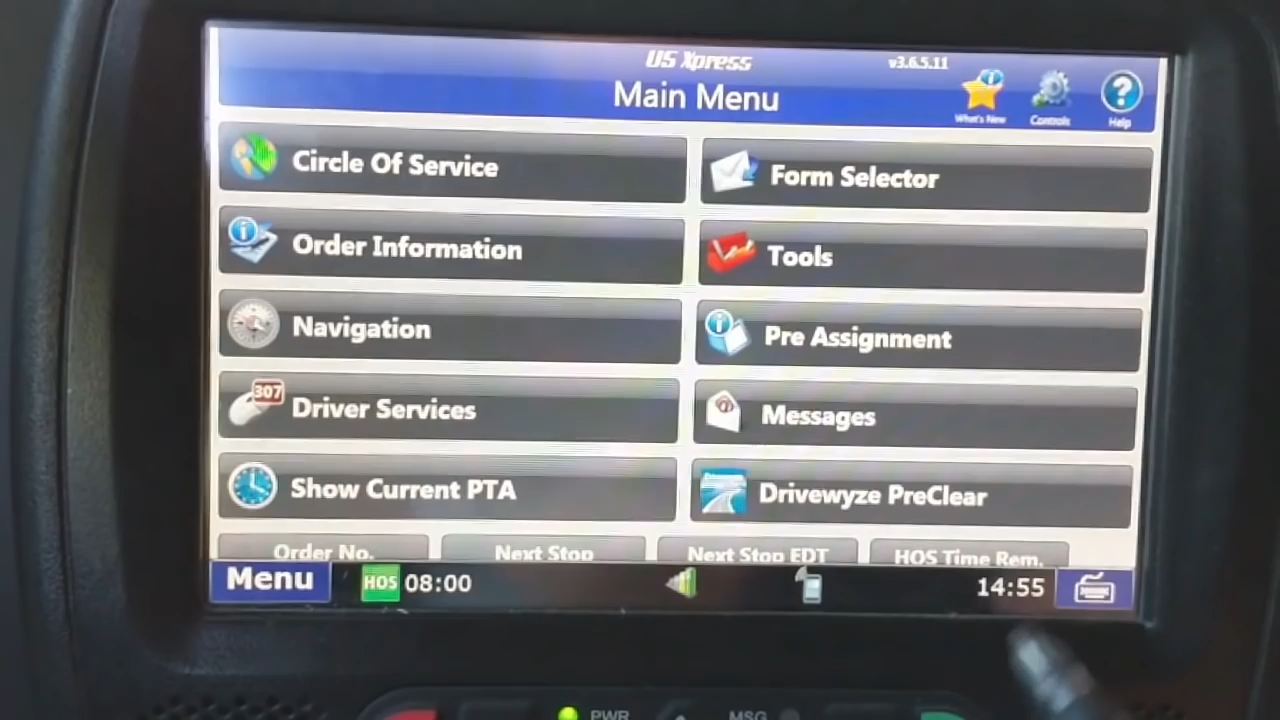 US Xpress
v3.6.5.11
Main Menu
What's New
Controls
Help
Circle Of Service
Form Selector
Order Information
Tools
Navigation
Pre Assignment
307
Driver Services
Messages
Show Current PTA
Drivewyze PreClear
Order No.
Next Stop
Next Stop EDT
HOS Time Rem.
Menu
HOS 08:00
14:55
PWR
MSG